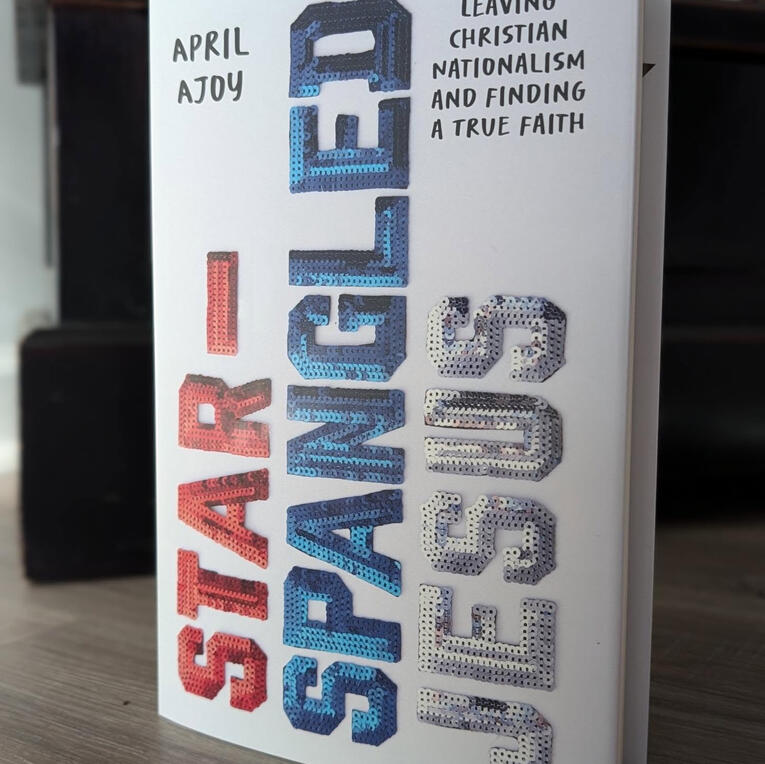 APRIL
AJOY
STAR-
SPANGLED
JESUS
LEAVING
CHRISTIAN
NATIONALISM
AND FINDING
A TRUE FAITH